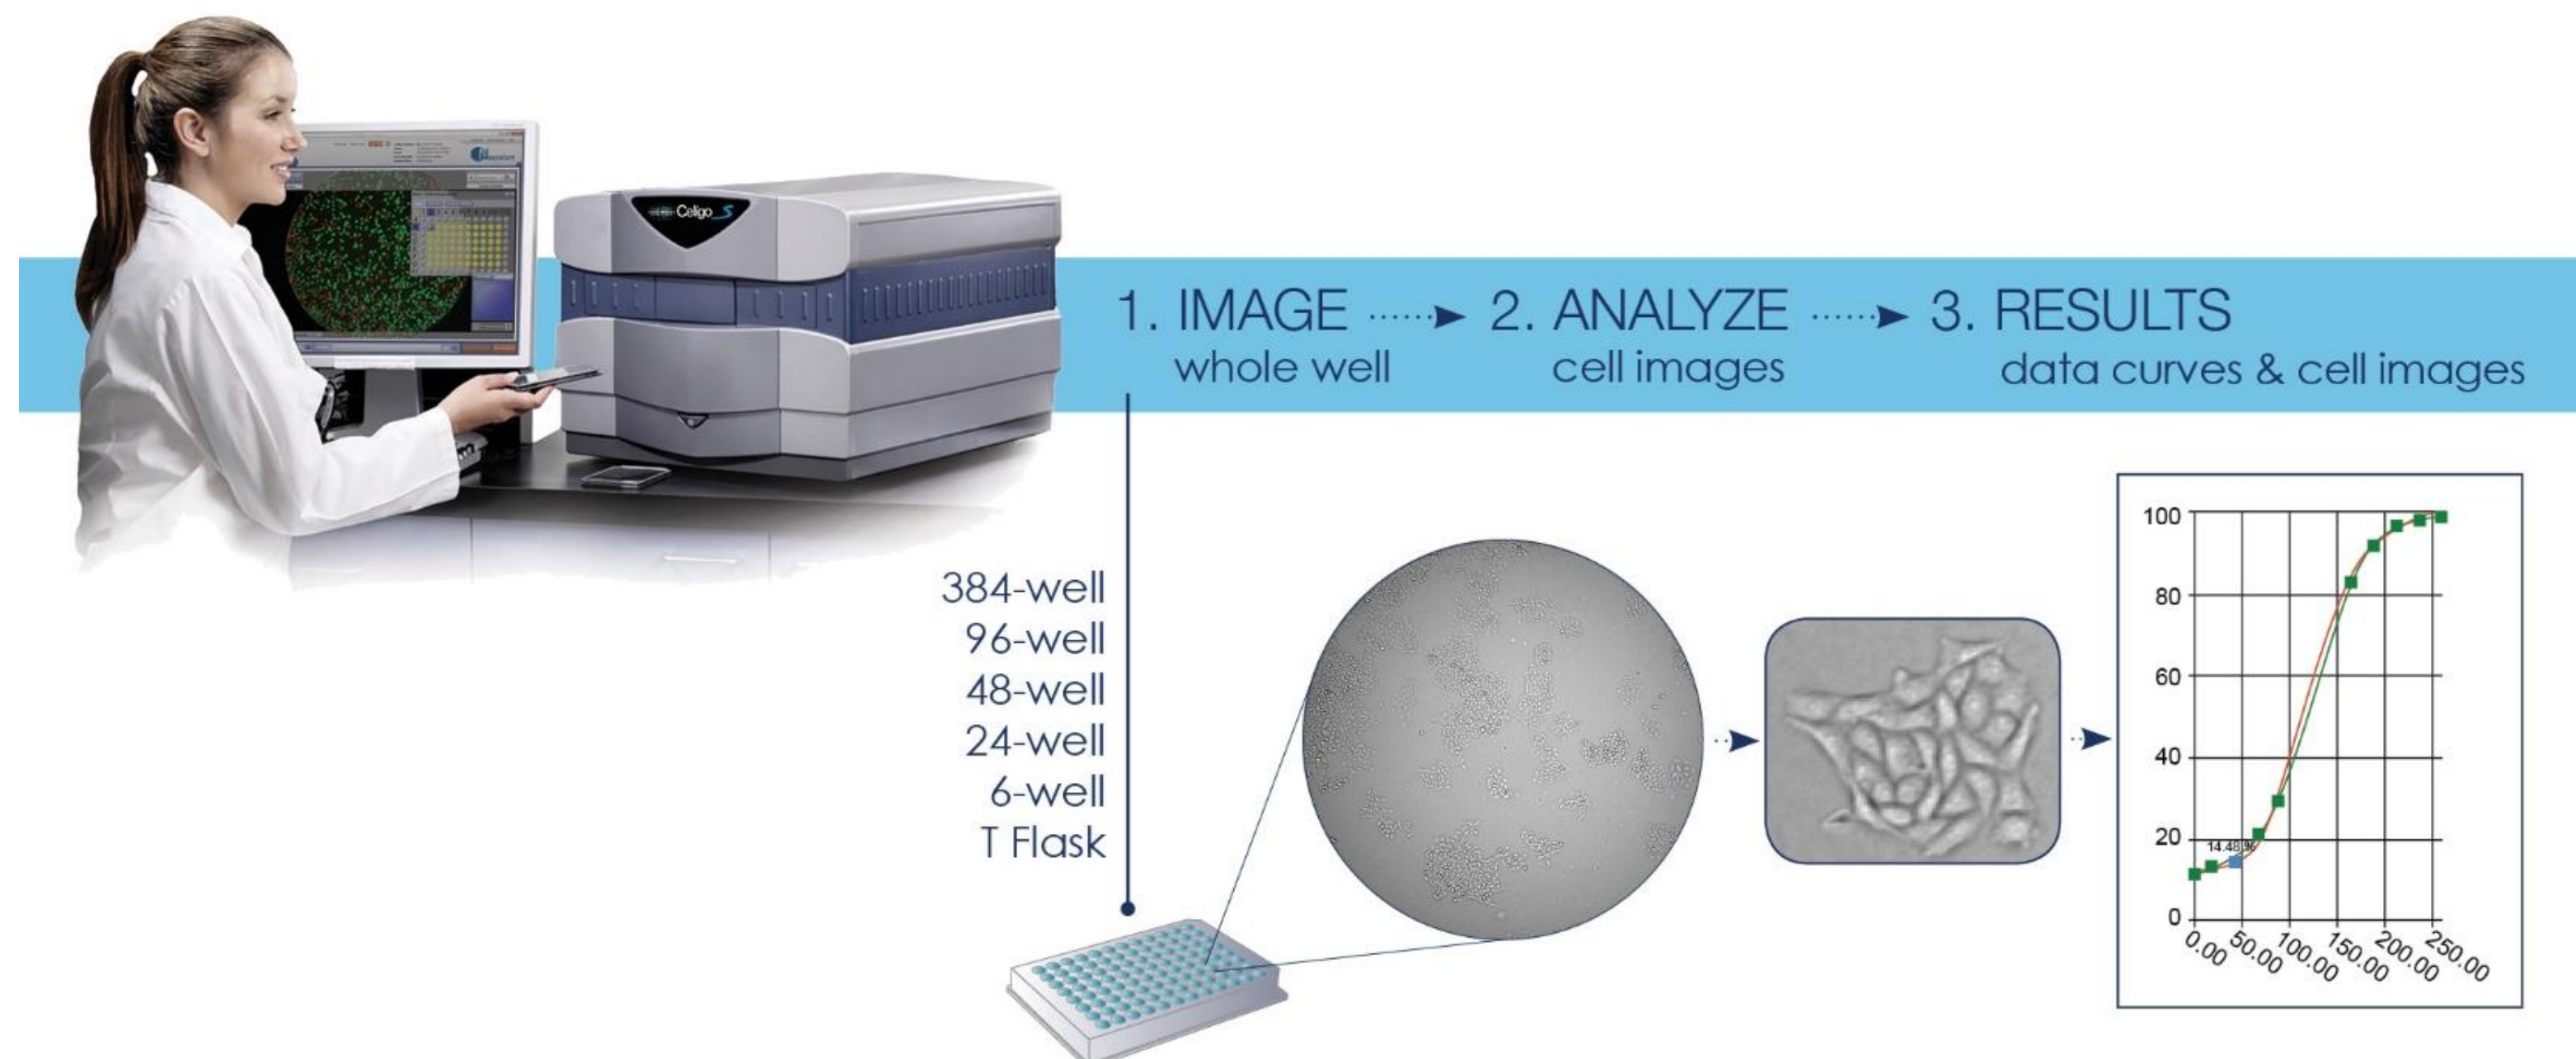 Celigo S
Nexcelom
1. IMAGE
whole well
2. ANALYZE
cell images
3. RESULTS
data curves & cell images
384-well
96-well
48-well
24-well
6-well
T Flask
100
80
60
40
20
0
14.48 %
0.00
50.00
100.00
150.00
200.00
250.00